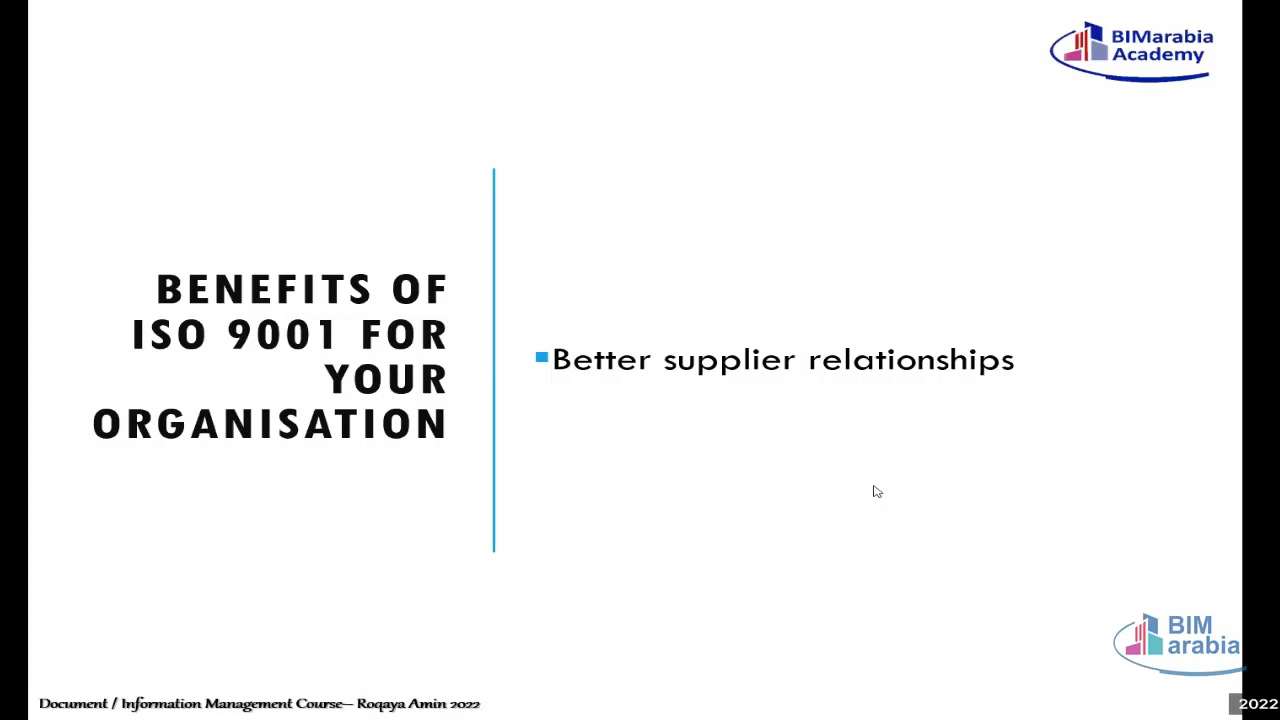 BIMarabia
Academy
BENEFITS OF
ISO 9001 FOR
YOUR
ORGANISATION
Better supplier relationships
BIM
arabia
Document / Information Management Course– Roqaya Amin 2022
2022